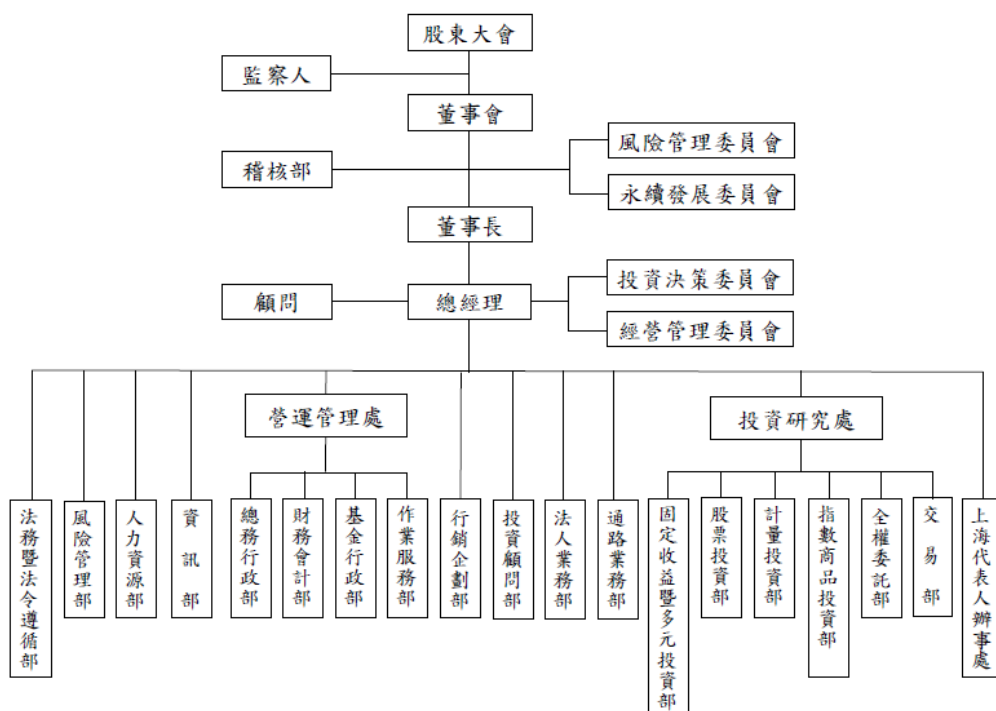 股東大會
監察人
董事會
風險管理委員會
稽核部
永續發展委員會
董事長
投資決策委員會
顧問
總經理
經營管理委員會
營運管理處
投資研究處
法務暨法令遵循部
風險管理部
人力資源部
資訊部
總務行政部
財務會計部
基金行政部
作業服務部
行銷企劃部
投資顧問部
法人業務部
通路業務部
固定收益暨多元投資部
股票投資部
計量投資部
指數商品投資部
全權委託部
交易部
上海代表人辦事處